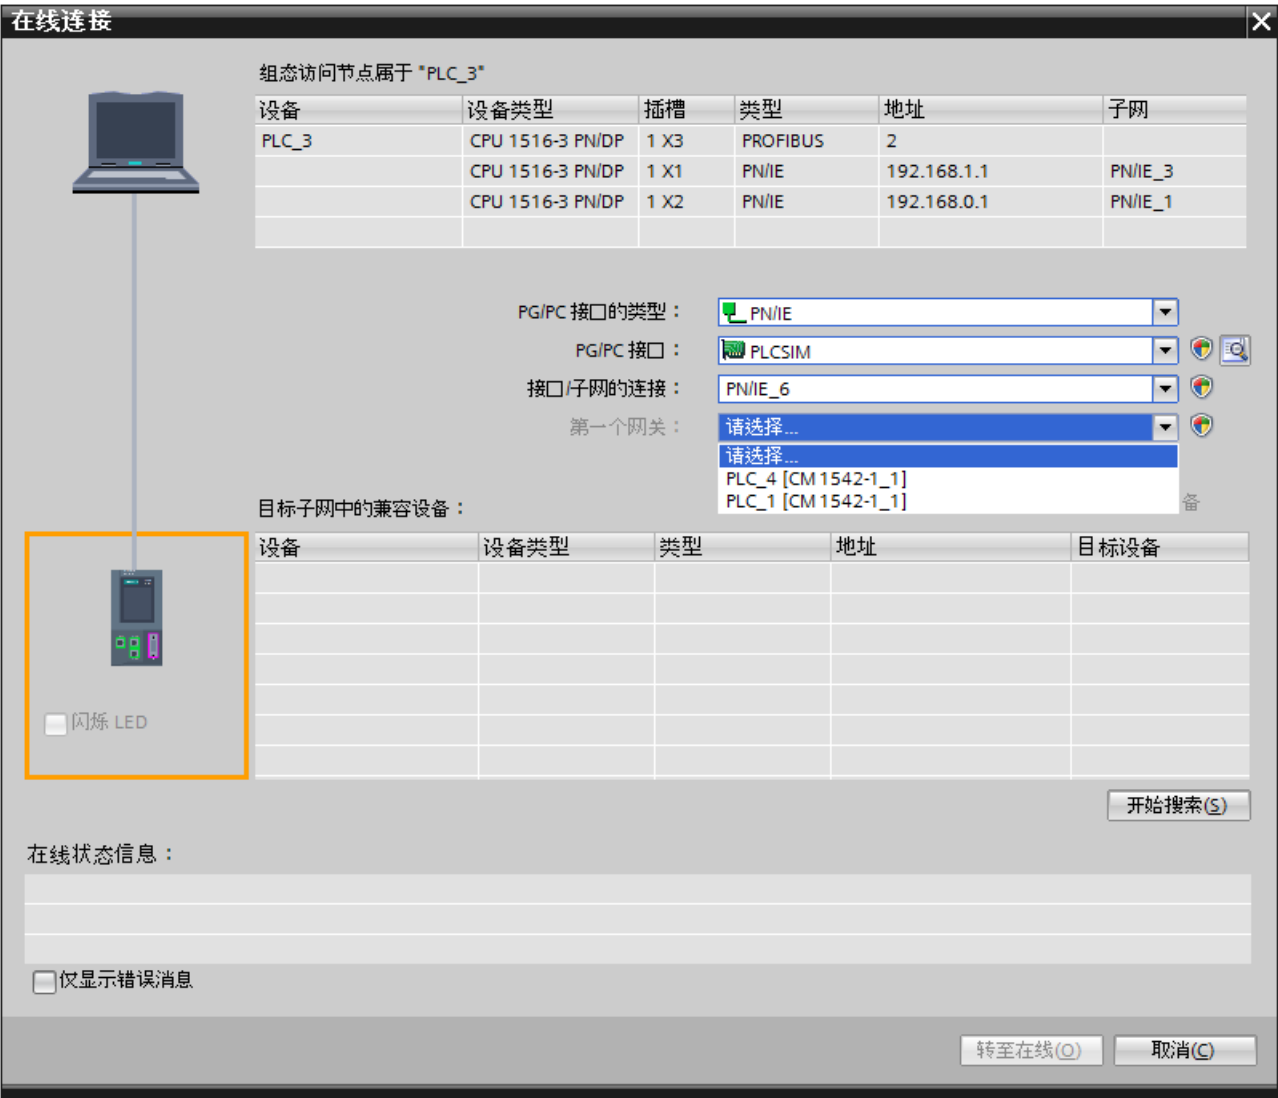 在线连接
组态访问节点属于 "PLC_3"
设备 设备类型 插槽 类型 地址 子网
PLC_3 CPU 1516-3 PN/DP 1 X3 PROFIBUS 2
CPU 1516-3 PN/DP 1 X1 PN/IE 192.168.1.1 PN/IE_3
CPU 1516-3 PN/DP 1 X2 PN/IE 192.168.0.1 PN/IE_1
PG/PC 接口的类型： PN/IE
PG/PC 接口： PLCSIM
接口/子网的连接： PN/IE_6
第一个网关： 请选择...
请选择...
PLC_4 [CM 1542-1_1]
PLC_1 [CM 1542-1_1]
备
目标子网中的兼容设备：
设备 设备类型 类型 地址 目标设备
闪烁 LED
开始搜索(S)
在线状态信息：
仅显示错误消息
转至在线(O) 取消(C)